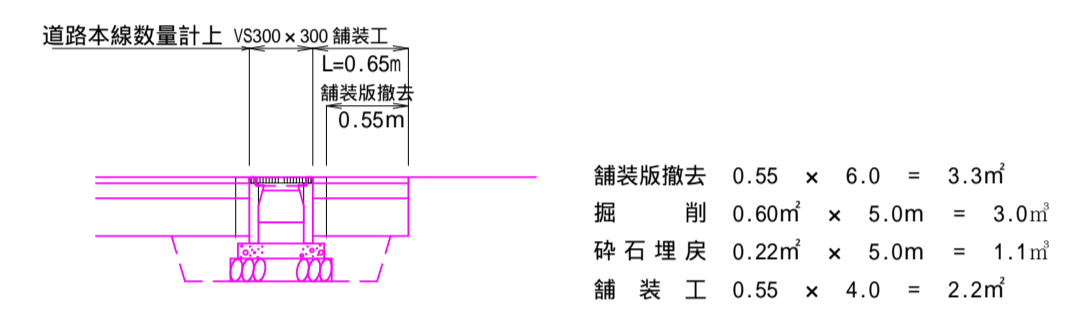 道路本線数量計上 VS300×300 舗装工
L=0.65m
舗装版撤去
0.55m
舗装版撤去 0.55 × 6.0 = 3.3㎡
掘削 0.60㎡ × 5.0m = 3.0㎥
砕石埋戻 0.22㎡ × 5.0m = 1.1㎥
舗装工 0.55 × 4.0 = 2.2㎡